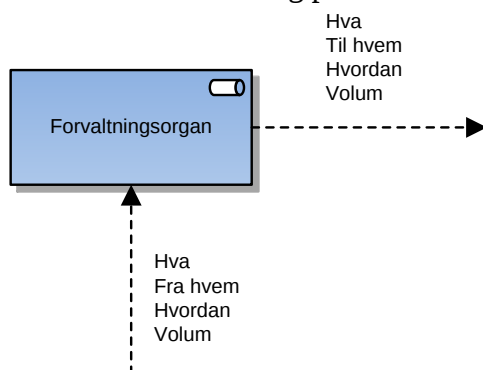 Hva
Til hvem
Hvordan
Volum
Forvaltningsorgan
Hva
Fra hvem
Hvordan
Volum